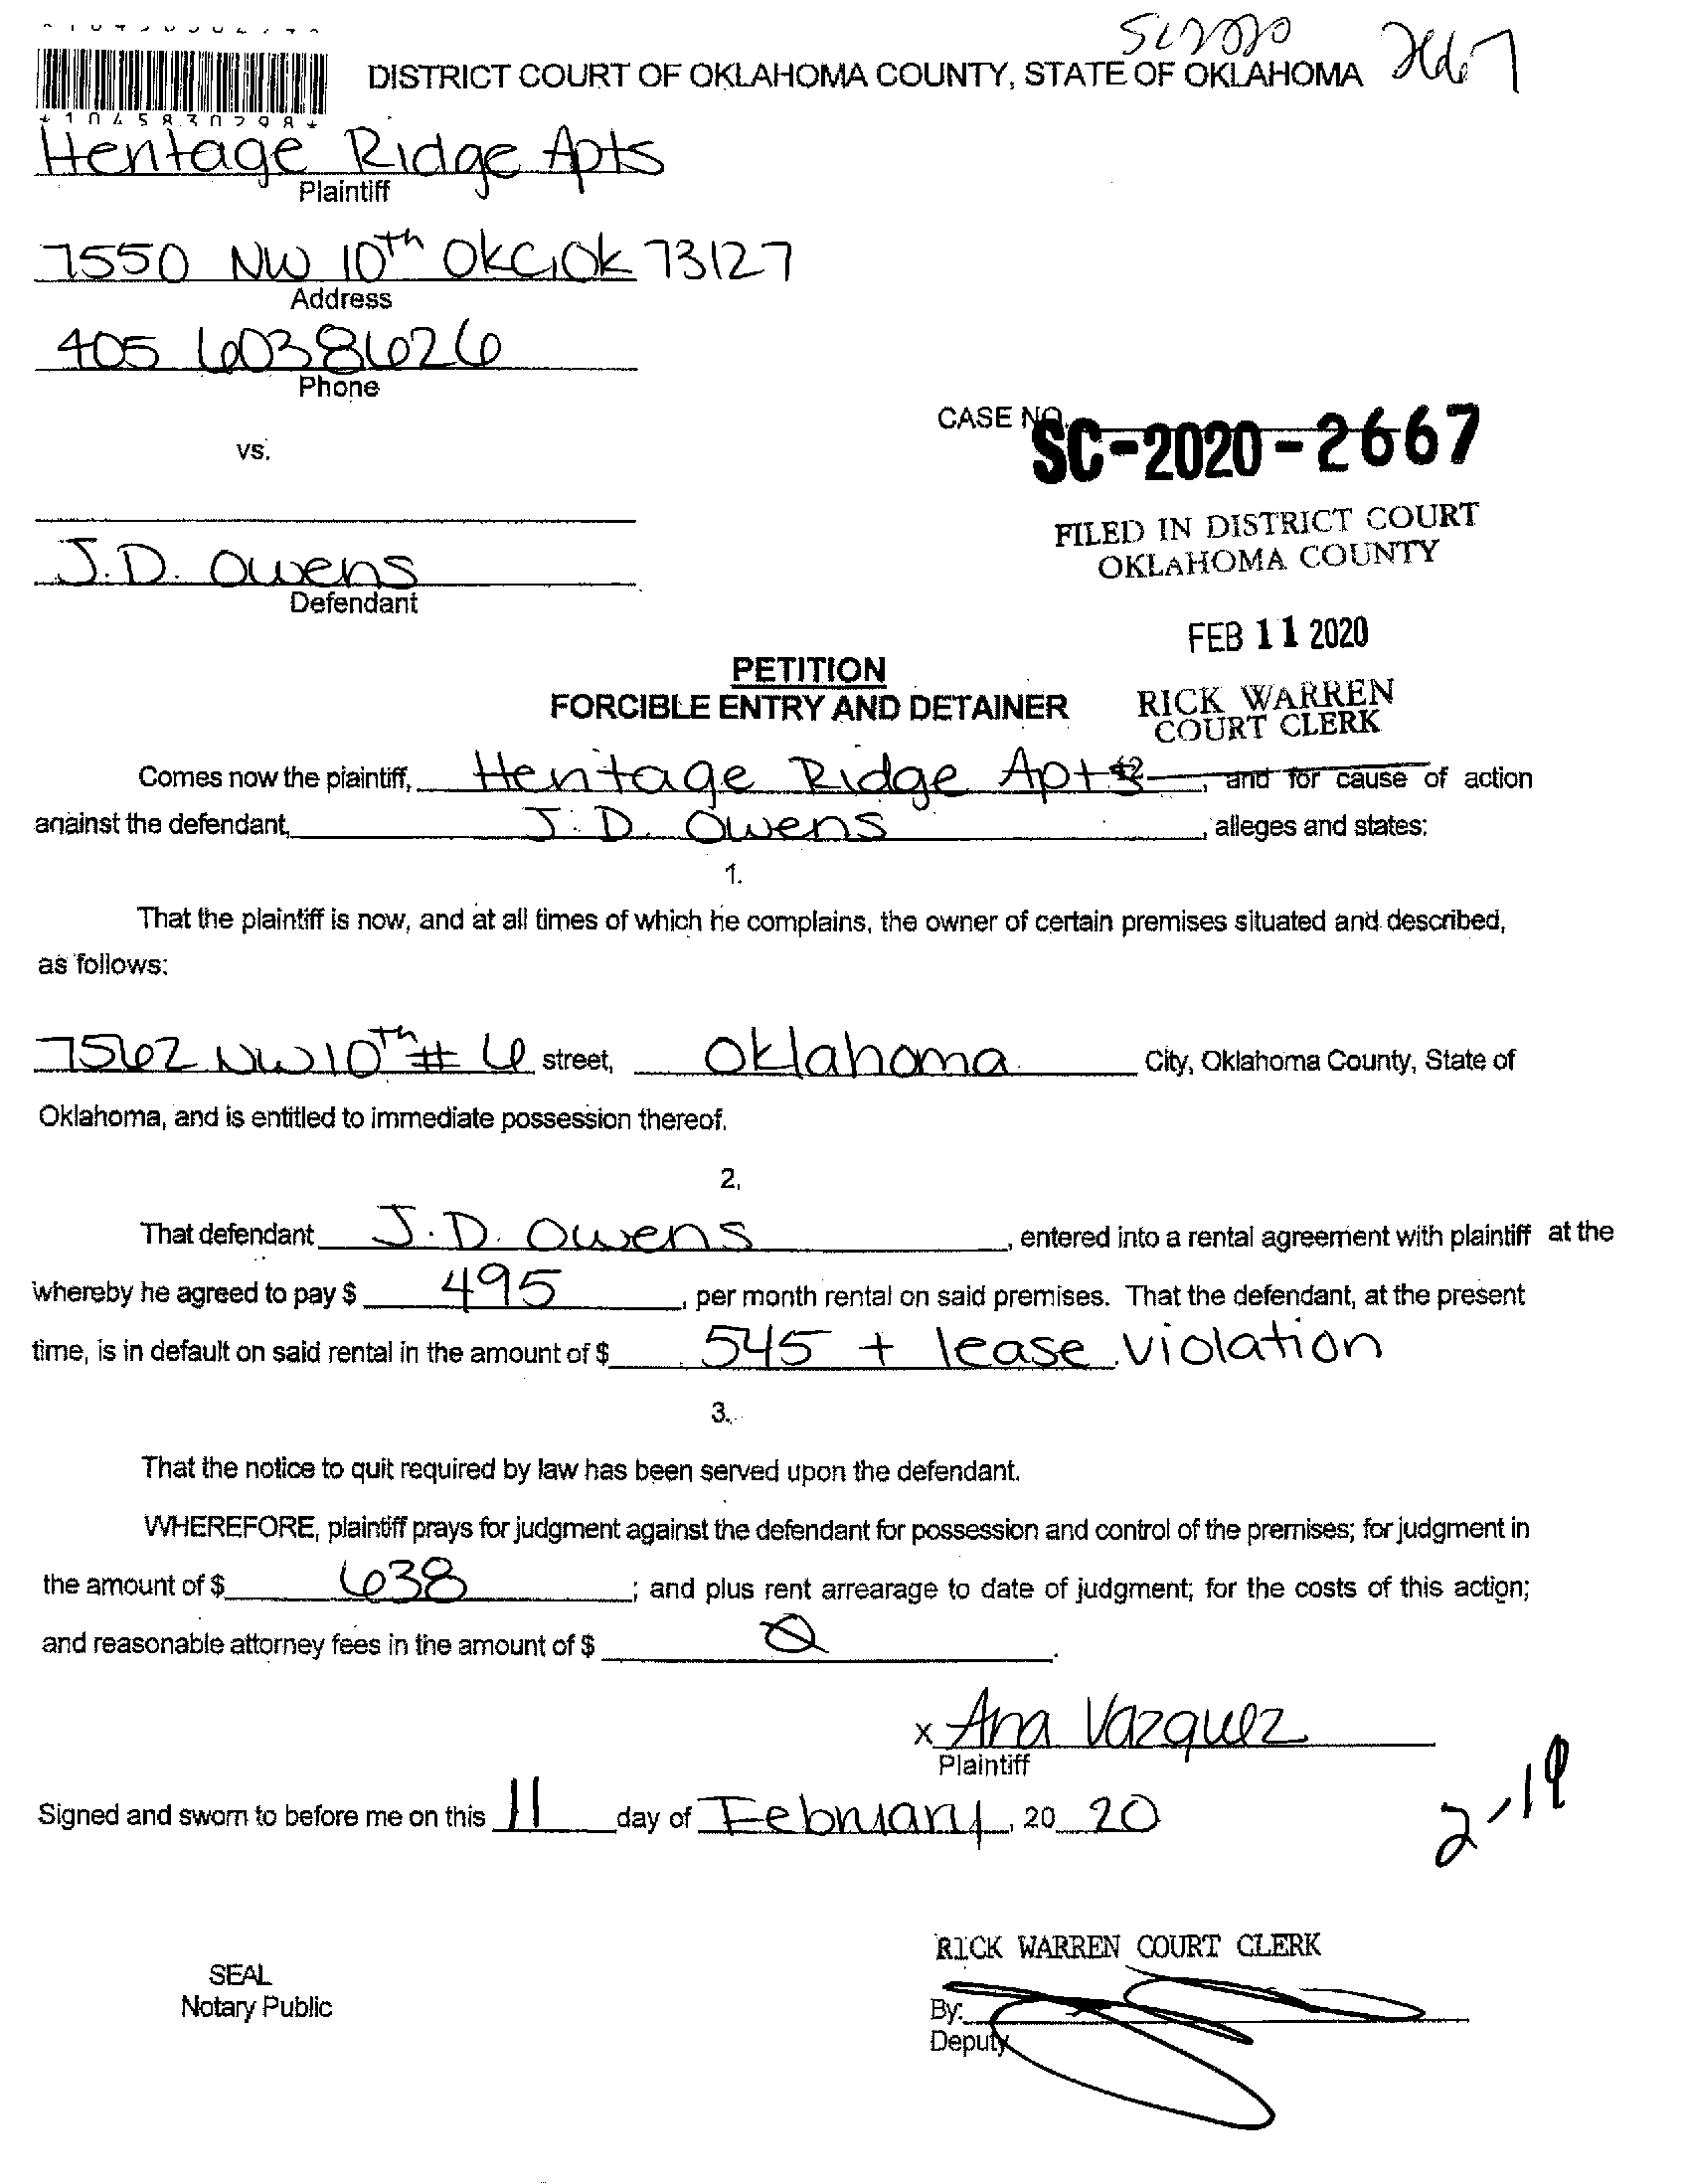 DISTRICT COURT OF OKLAHOMA COUNTY, STATE OF OKLAHOMA
*1045830298*
Heritage Ridge Apts
Plaintiff
7550 NW 10th OKC, OK 73127
Address
405 6038626
Phone
CASE NO.
SC-2020-2667
vs.
FILED IN DISTRICT COURT
OKLAHOMA COUNTY
J.D. Owens
Defendant
FEB 11 2020
PETITION
FORCIBLE ENTRY AND DETAINER
RICK WARREN
COURT CLERK
Comes now the plaintiff, Heritage Ridge Apts 42, and for cause of action
against the defendant, J.D. Owens, alleges and states:
1.
That the plaintiff is now, and at all times of which he complains, the owner of certain premises situated and described,
as follows:
7562 NW 10th # 6 street, Oklahoma City, Oklahoma County, State of
Oklahoma, and is entitled to immediate possession thereof.
2.
That defendant J.D. Owens, entered into a rental agreement with plaintiff at the
whereby he agreed to pay $ 495, per month rental on said premises. That the defendant, at the present
time, is in default on said rental in the amount of $ 545 + lease violation
3.
That the notice to quit required by law has been served upon the defendant.
WHEREFORE, plaintiff prays for judgment against the defendant for possession and control of the premises; for judgment in
the amount of $ 638; and plus rent arrearage to date of judgment; for the costs of this action;
and reasonable attorney fees in the amount of $ 0.
x Ana Vazquez
Plaintiff
Signed and sworn to before me on this 11 day of February, 20 20
2-19
RICK WARREN COURT CLERK
SEAL
Notary Public
By:
Deputy